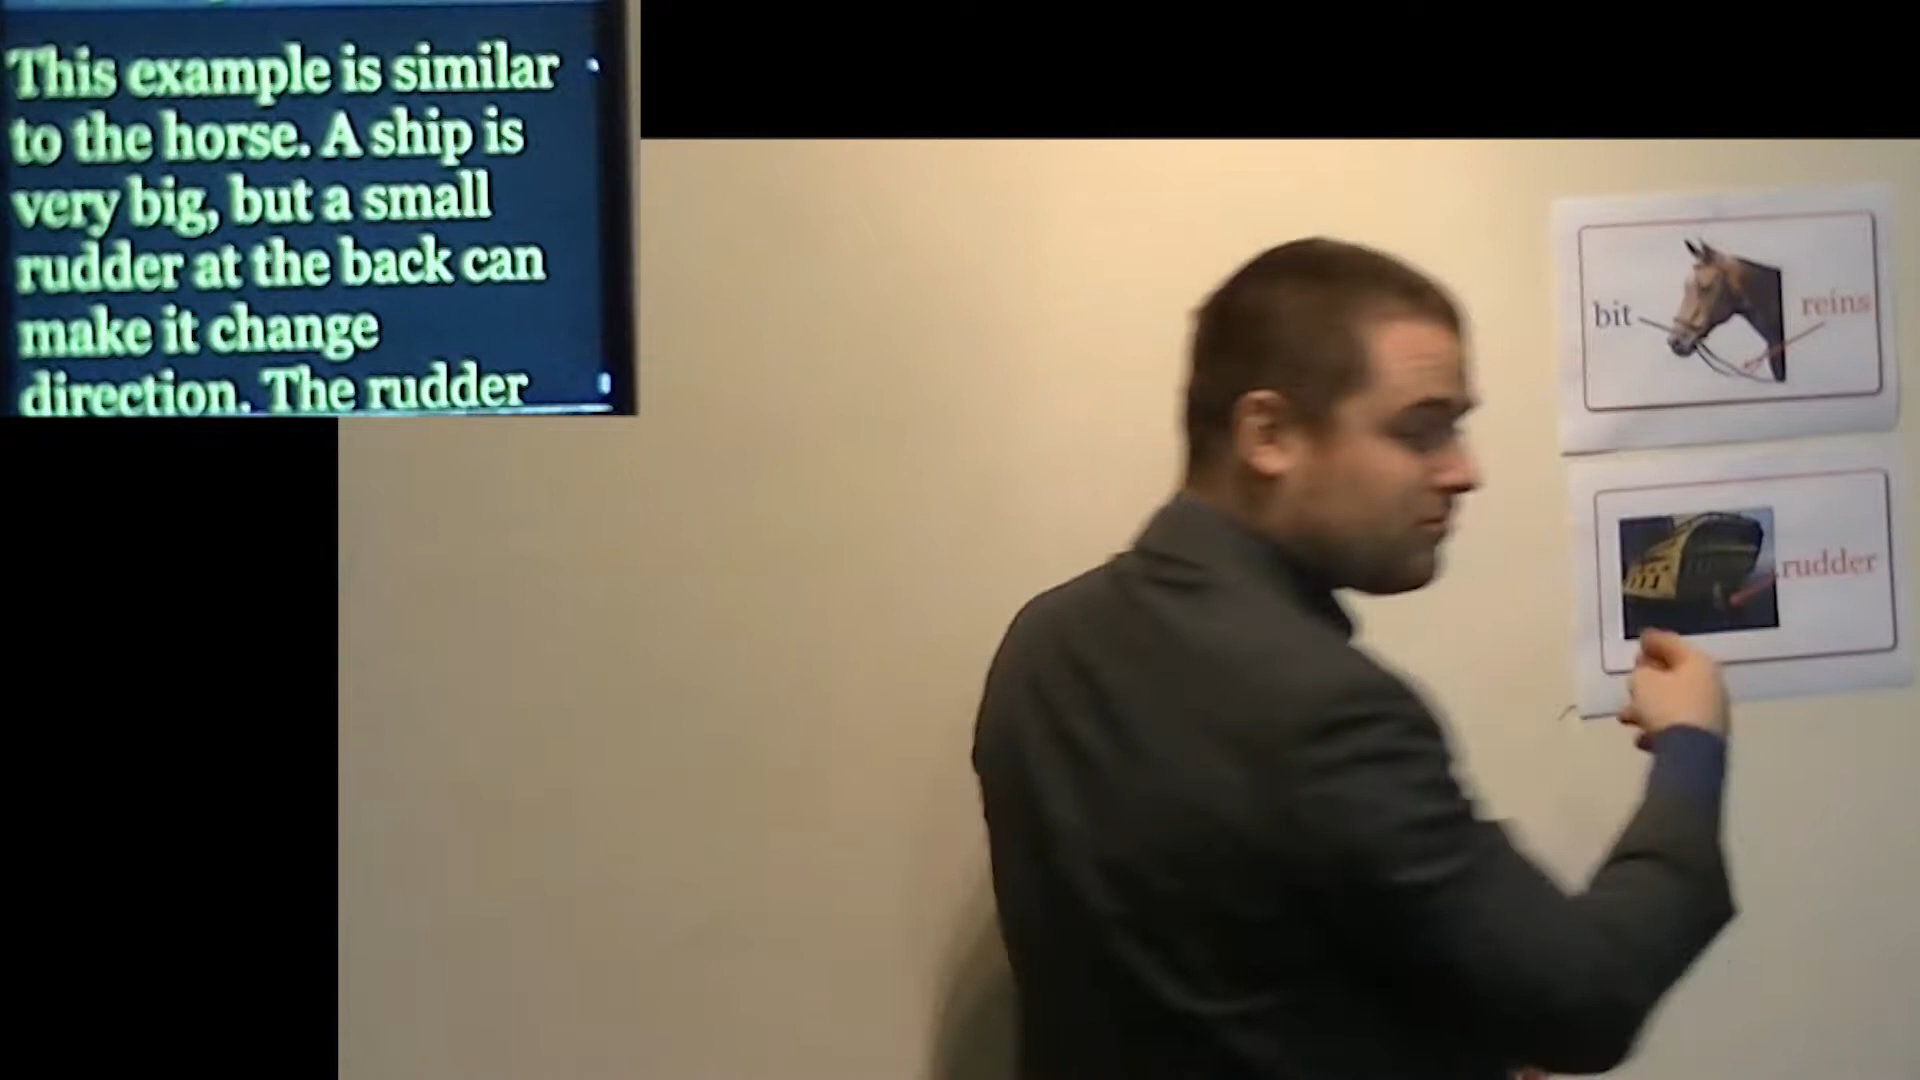 This example is similar
to the horse. A ship is
very big, but a small
rudder at the back can
make it change
direction. The rudder
bit
reins
rudder